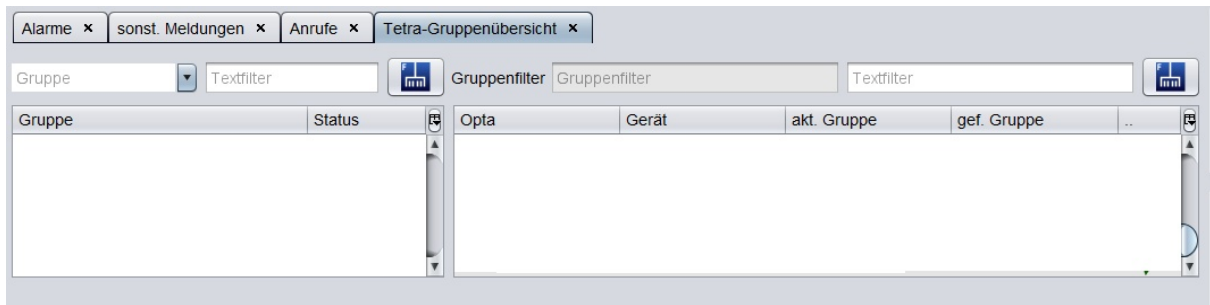 Alarme × sonst. Meldungen × Anrufe × Tetra-Gruppenübersicht ×
Gruppe Textfilter Gruppenfilter Gruppenfilter Textfilter
Gruppe Status Opta Gerät akt. Gruppe gef. Gruppe ..